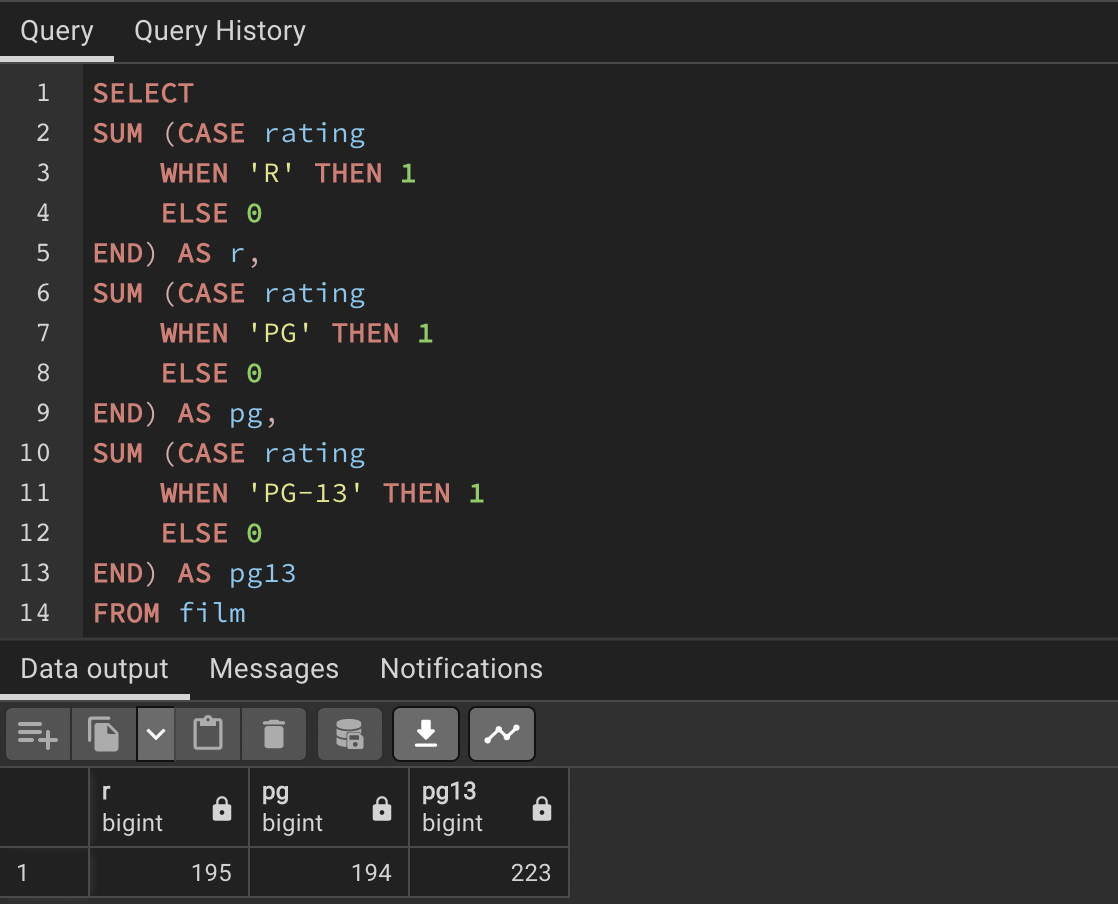 Query Query History
1 SELECT
2 SUM (CASE rating
3 WHEN 'R' THEN 1
4 ELSE 0
5 END) AS r,
6 SUM (CASE rating
7 WHEN 'PG' THEN 1
8 ELSE 0
9 END) AS pg,
10 SUM (CASE rating
11 WHEN 'PG-13' THEN 1
12 ELSE 0
13 END) AS pg13
14 FROM film
Data output Messages Notifications
r pg pg13
bigint bigint bigint
1 195 194 223